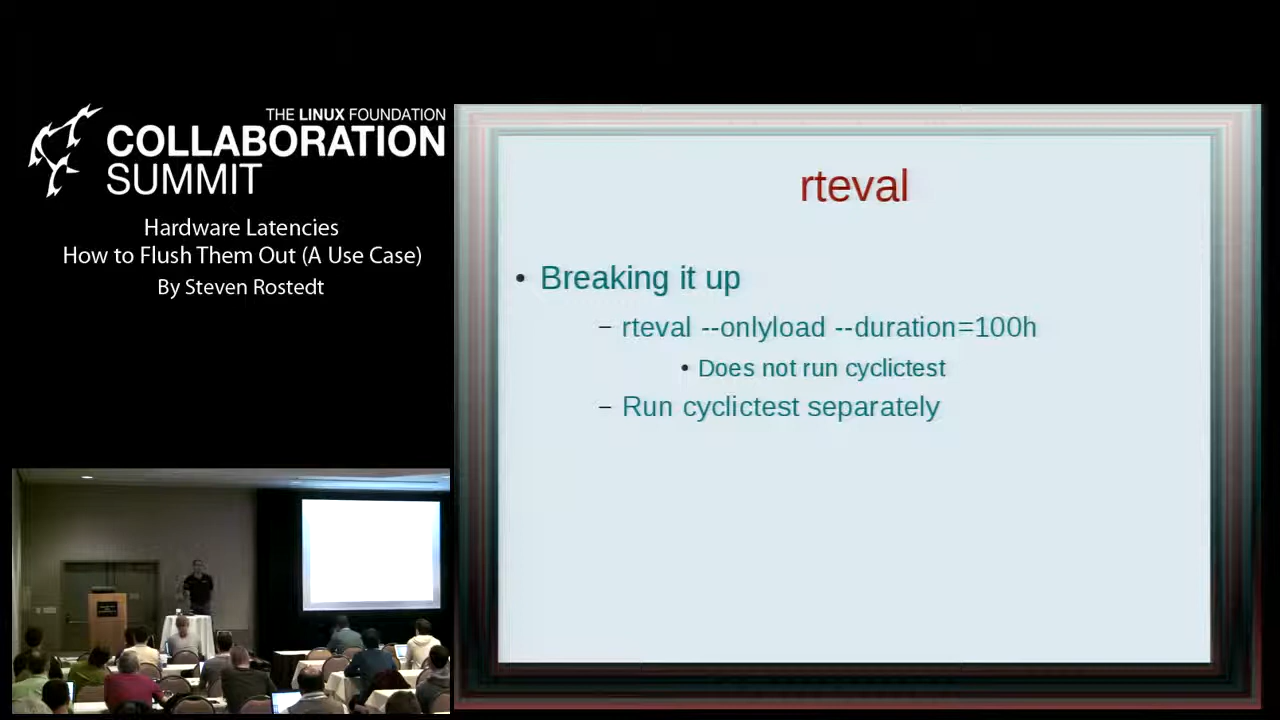 THE LINUX FOUNDATION
COLLABORATION
SUMMIT
Hardware Latencies
How to Flush Them Out (A Use Case)
By Steven Rostedt
rteval
• Breaking it up
– rteval --onlyload --duration=100h
• Does not run cyclictest
– Run cyclictest separately